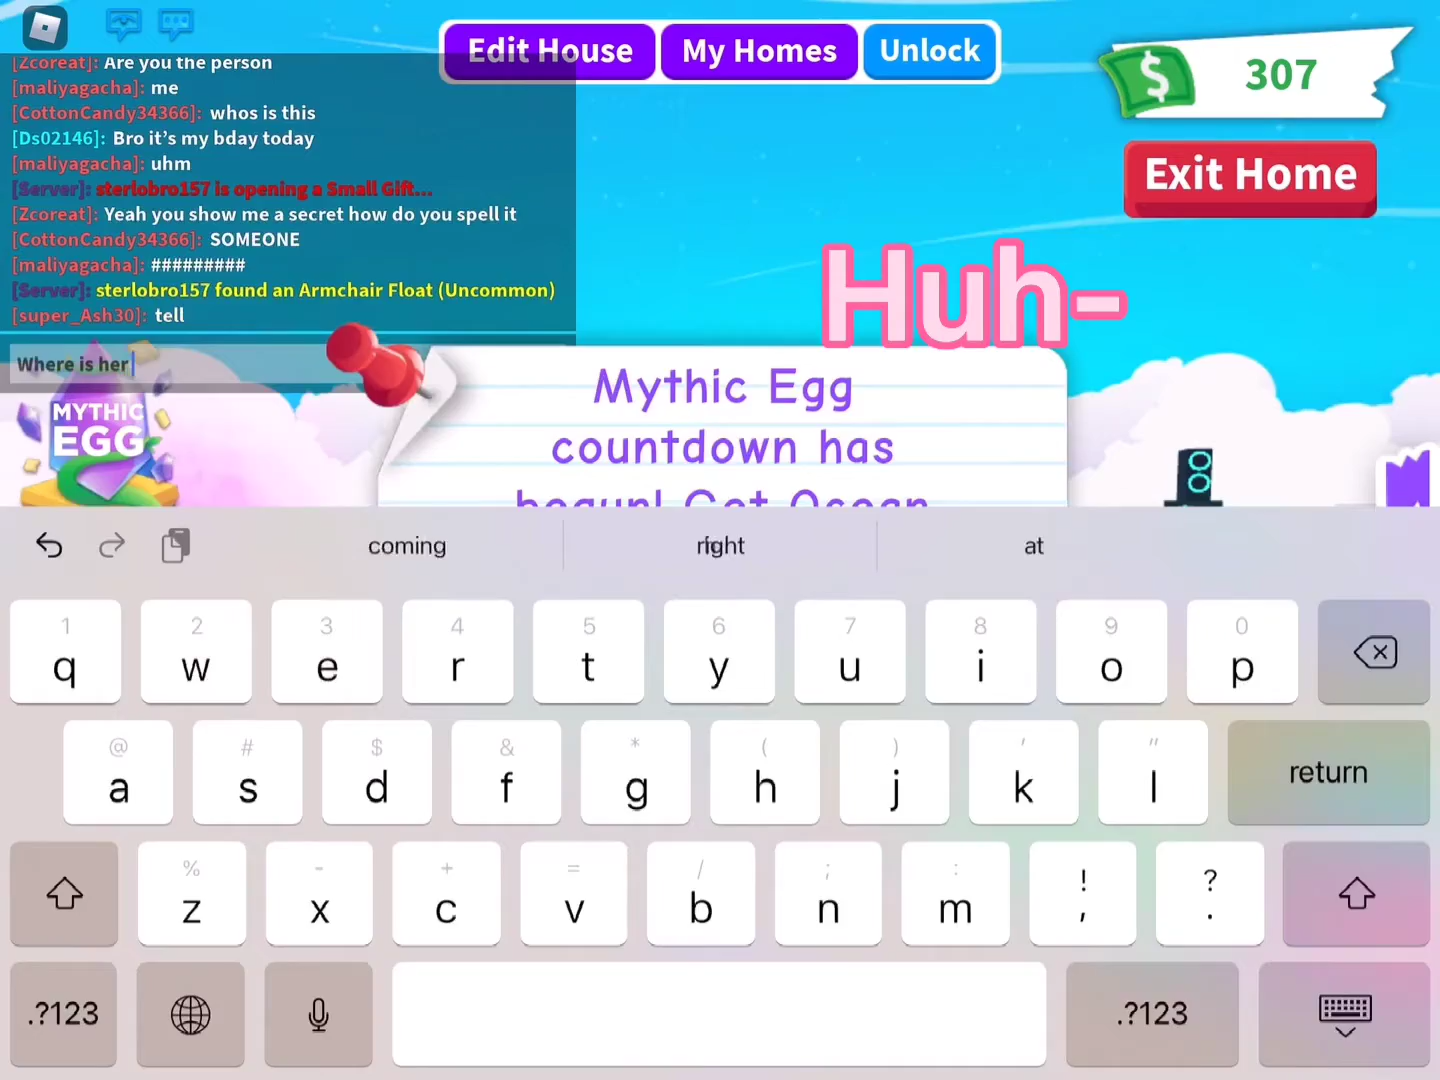 Edit House
My Homes
Unlock
307
Exit Home
[Zcoreat]: Are you the person
[maliyagacha]: me
[CottonCandy34366]: whos is this
[Ds02146]: Bro it’s my bday today
[maliyagacha]: uhm
[Server]: sterlobro157 is opening a Small Gift...
[Zcoreat]: Yeah you show me a secret how do you spell it
[CottonCandy34366]: SOMEONE
[maliyagacha]: #########
[Server]: sterlobro157 found an Armchair Float (Uncommon)
[super_Ash30]: tell
Where is her
Huh-
MYTHIC
EGG
Mythic Egg
countdown has
begun! Get Ocean
coming
right
at
1 2 3 4 5 6 7 8 9 0
q w e r t y u i o p
@ # $ & * ( ) ' "
a s d f g h j k l return
% - + = / ; : ! ?
z x c v b n m , .
.?123 .?123